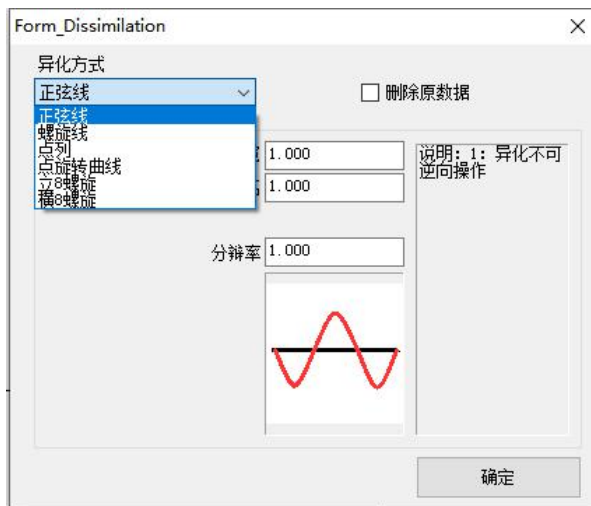 Form_Dissimilation
异化方式
正弦线
删除原数据
正弦线
螺旋线
点列
点旋转曲线
立8螺旋
横8螺旋
1.000
1.000
说明: 1: 异化不可
逆向操作
分辨率 1.000
确定